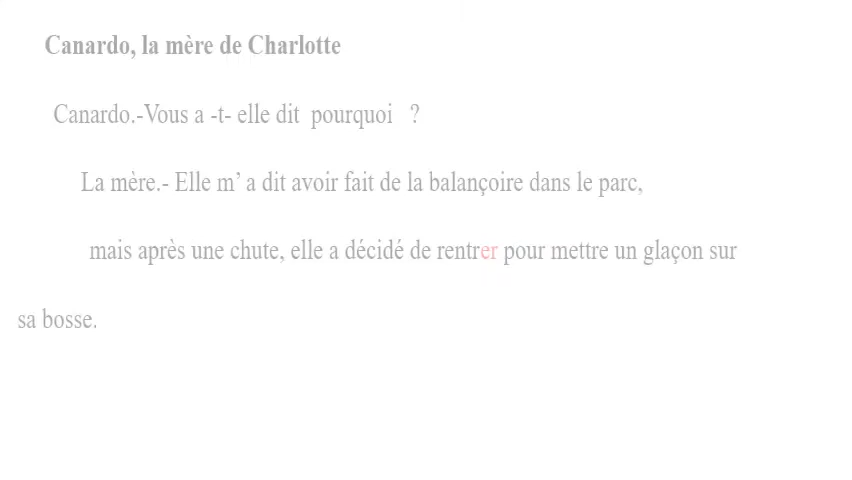 Canardo, la mère de Charlotte
Canardo.-Vous a -t- elle dit pourquoi ?
La mère.- Elle m’ a dit avoir fait de la balançoire dans le parc,
mais après une chute, elle a décidé de rentrer pour mettre un glaçon sur
sa bosse.